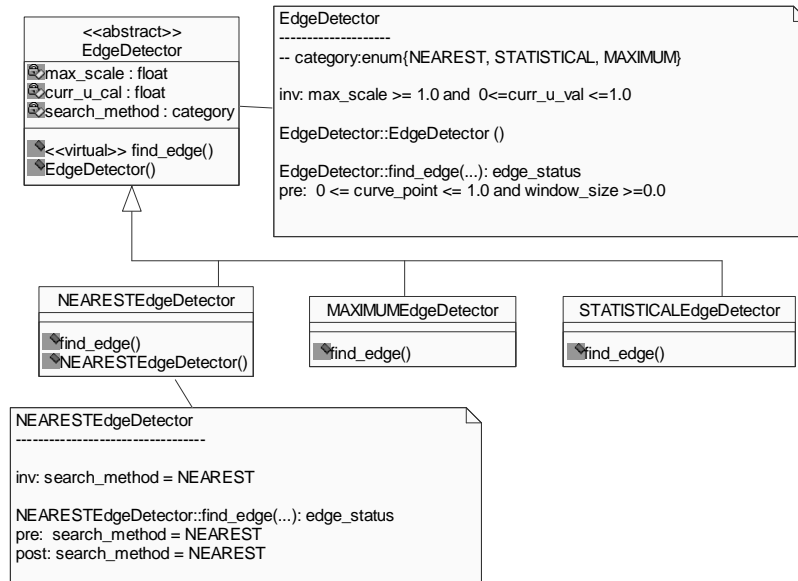 <<abstract>>
EdgeDetector
max_scale : float
curr_u_cal : float
search_method : category
<<virtual>> find_edge()
EdgeDetector()
EdgeDetector
--------------------
-- category:enum{NEAREST, STATISTICAL, MAXIMUM}
inv: max_scale >= 1.0 and 0<=curr_u_val <=1.0
EdgeDetector::EdgeDetector ()
EdgeDetector::find_edge(...): edge_status
pre: 0 <= curve_point <= 1.0 and window_size >=0.0
NEARESTEdgeDetector
find_edge()
NEARESTEdgeDetector()
MAXIMUMEdgeDetector
find_edge()
STATISTICALEdgeDetector
find_edge()
NEARESTEdgeDetector
----------------------------------
inv: search_method = NEAREST
NEARESTEdgeDetector::find_edge(...): edge_status
pre: search_method = NEAREST
post: search_method = NEAREST